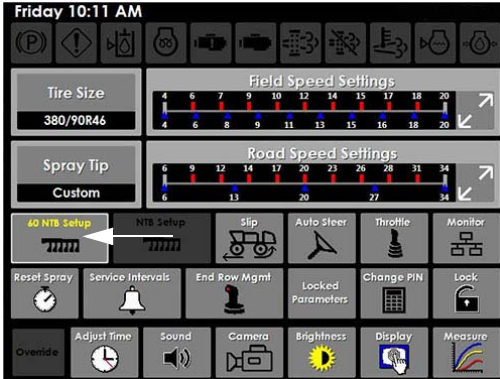 Friday 10:11 AM
(P)
Tire Size
380/90R46
Field Speed Settings
4 6 7 9 10 12 14 15 17 18 20
4 6 8 9 11 13 15 16 18 20
Spray Tip
Custom
Road Speed Settings
6 9 12 14 17 20 23 26 28 31 34
6 13 20 27 34
60 NTB Setup
NTB Setup
Slip
Auto Steer
Throttle
Monitor
Reset Spray
Service Intervals
End Row Mgmt
Locked
Parameters
Change PIN
Lock
Override
Adjust Time
Sound
Camera
Brightness
Display
Measure